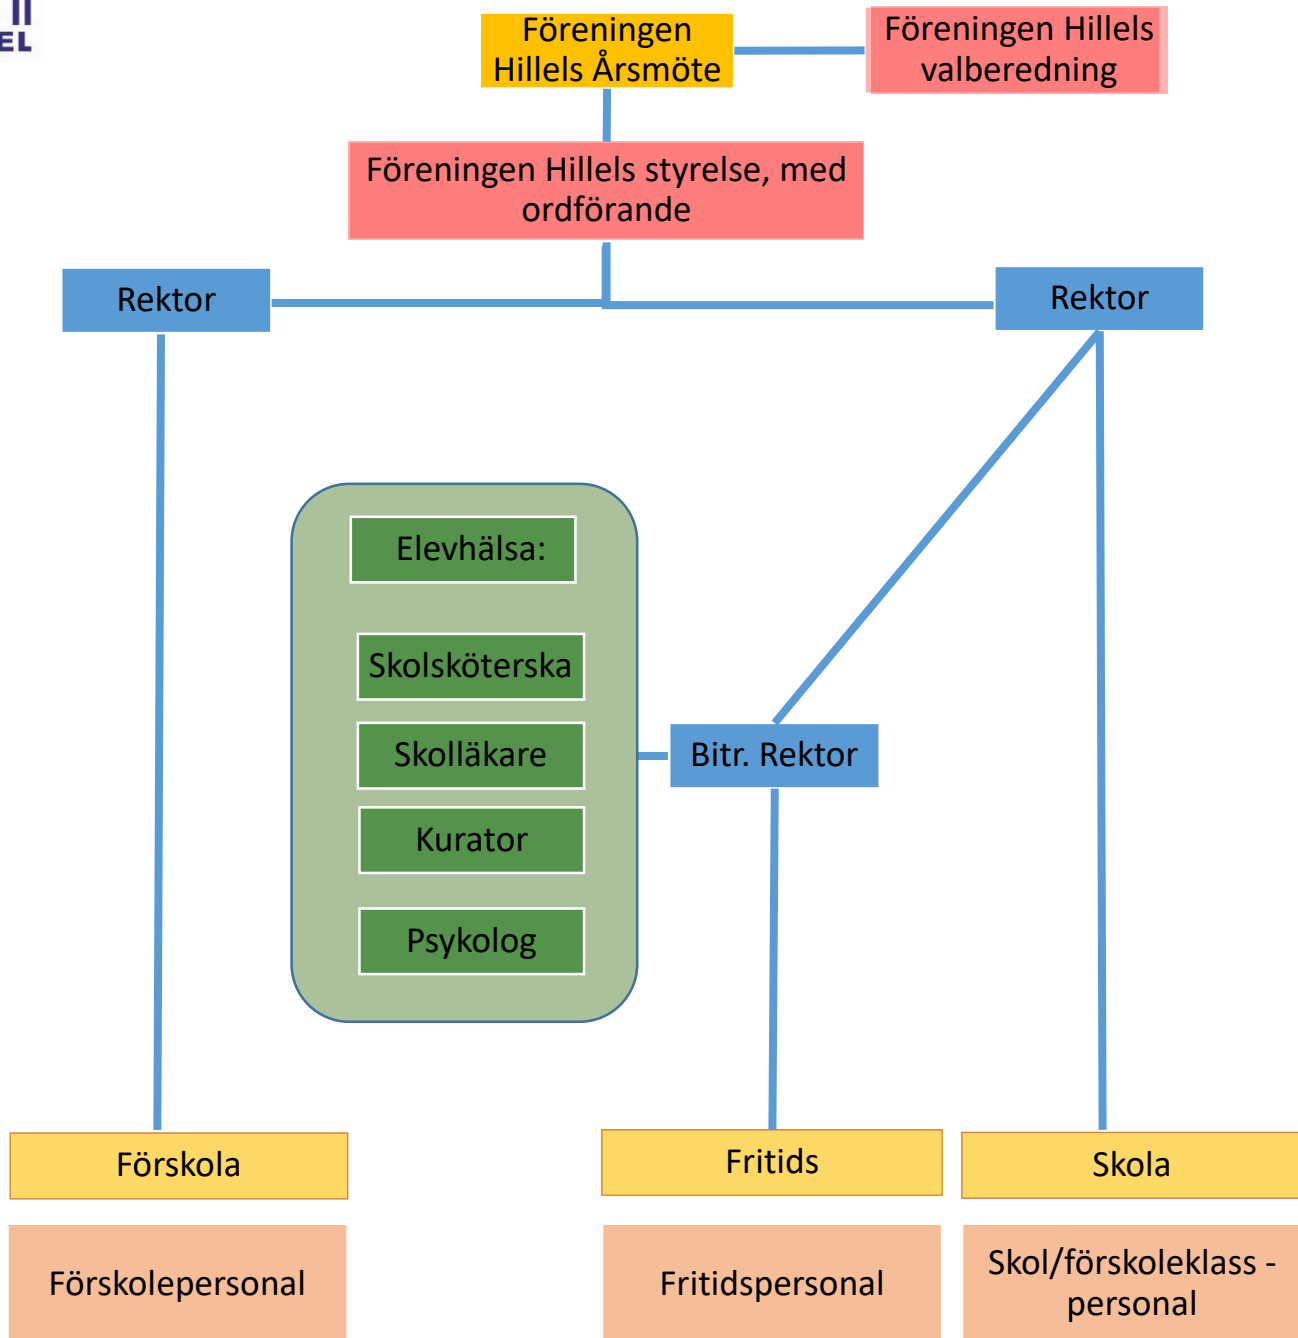 EL
Föreningen
Hillels Årsmöte
Föreningen Hillels
valberedning
Föreningen Hillels styrelse, med
ordförande
Rektor
Rektor
Elevhälsa:
Skolsköterska
Skolläkare
Bitr. Rektor
Kurator
Psykolog
Förskola
Fritids
Skola
Förskolepersonal
Fritidspersonal
Skol/förskoleklass -
personal